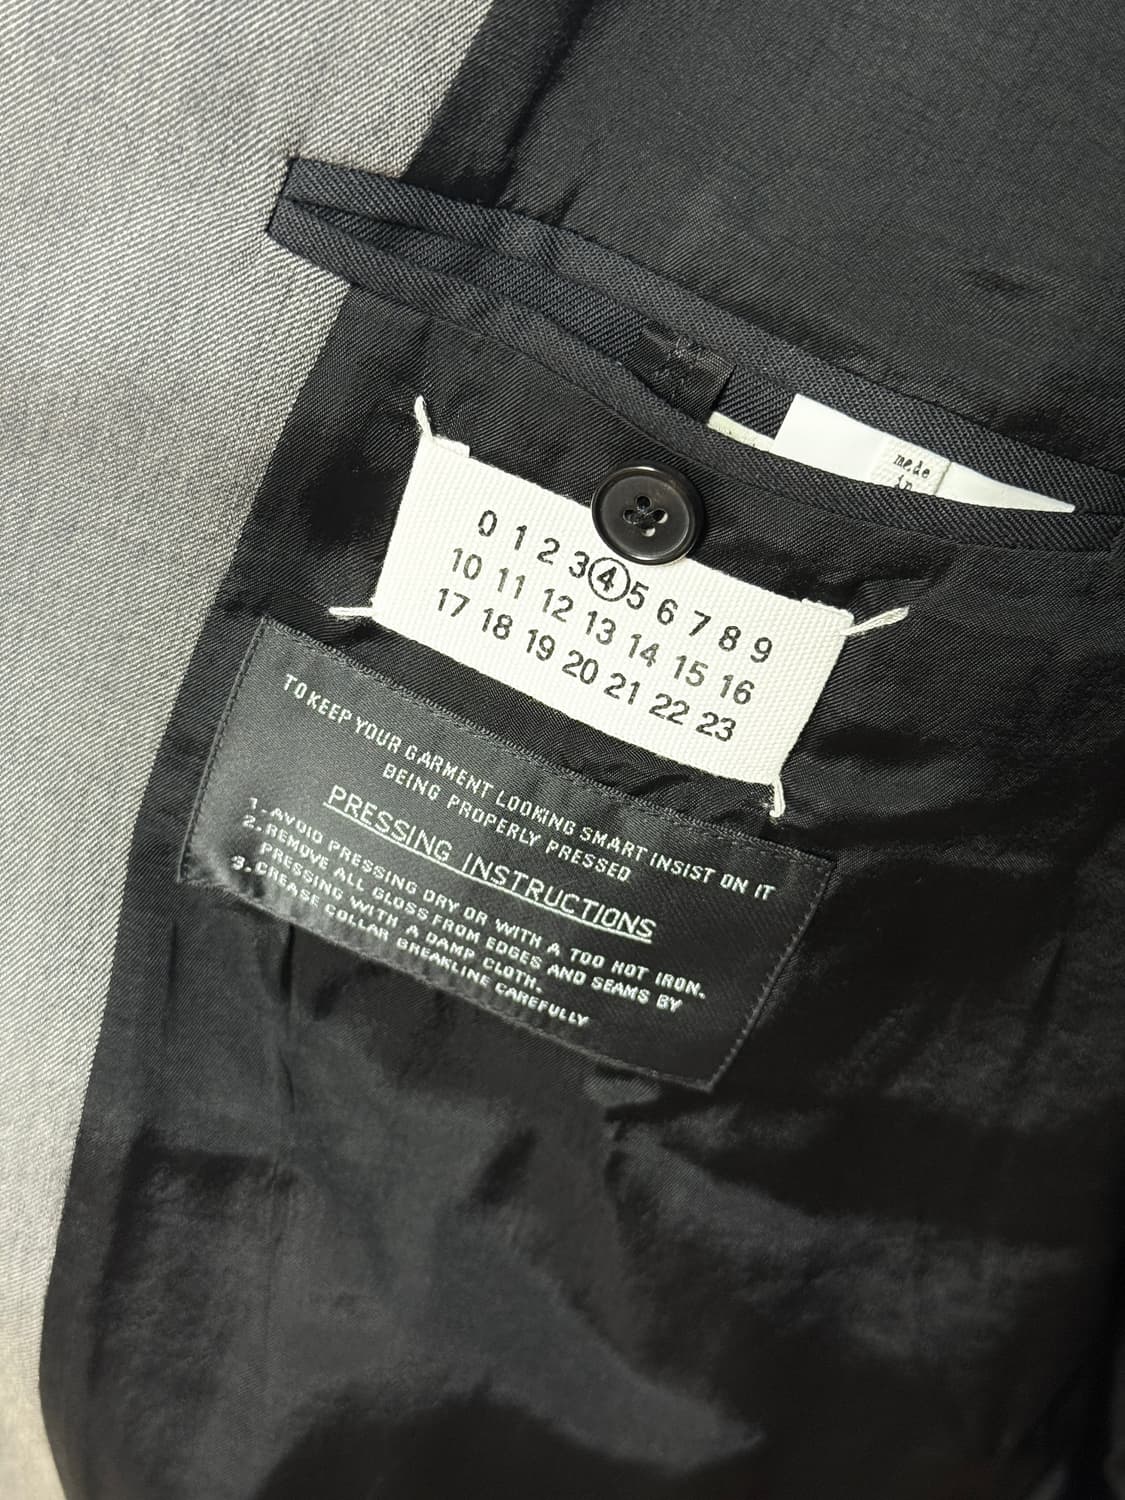 made
in
0 1 2 3 4 5 6 7 8 9
10 11 12 13 14 15 16
17 18 19 20 21 22 23
TO KEEP YOUR GARMENT LOOKING SMART INSIST ON IT
BEING PROPERLY PRESSED
PRESSING INSTRUCTIONS
1. AVOID PRESSING DRY OR WITH A TOO HOT IRON.
2. REMOVE ALL GLOSS FROM EDGES AND SEAMS BY
PRESSING WITH A DAMP CLOTH.
3. CREASE COLLAR BREAKLINE CAREFULLY